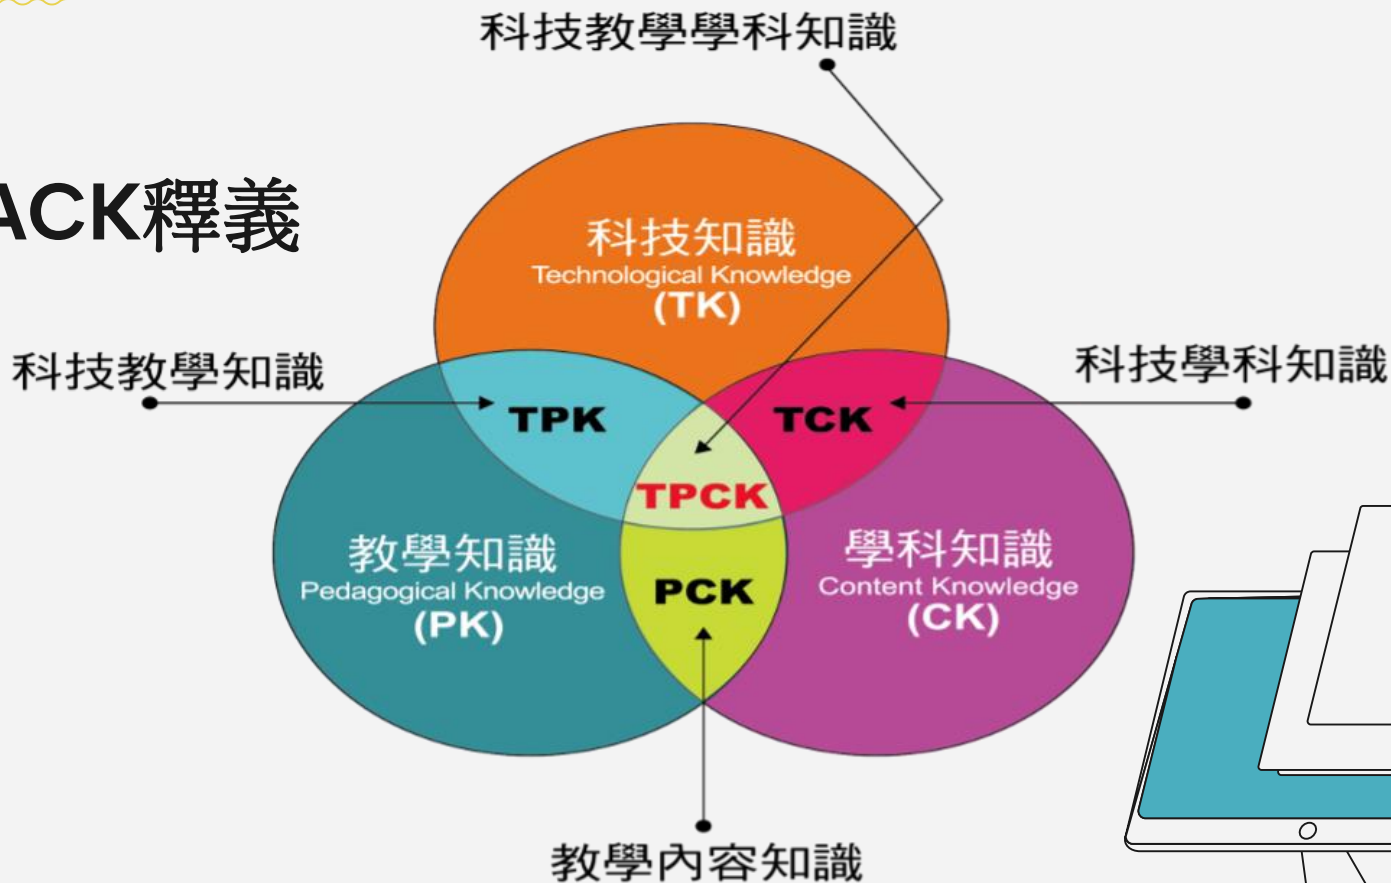 科技教學學科知識
ACK釋義
科技知識
Technological Knowledge
(TK)
科技教學知識
科技學科知識
TPK
TCK
TPCK
教學知識
Pedagogical Knowledge
(PK)
PCK
學科知識
Content Knowledge
(CK)
教學內容知識